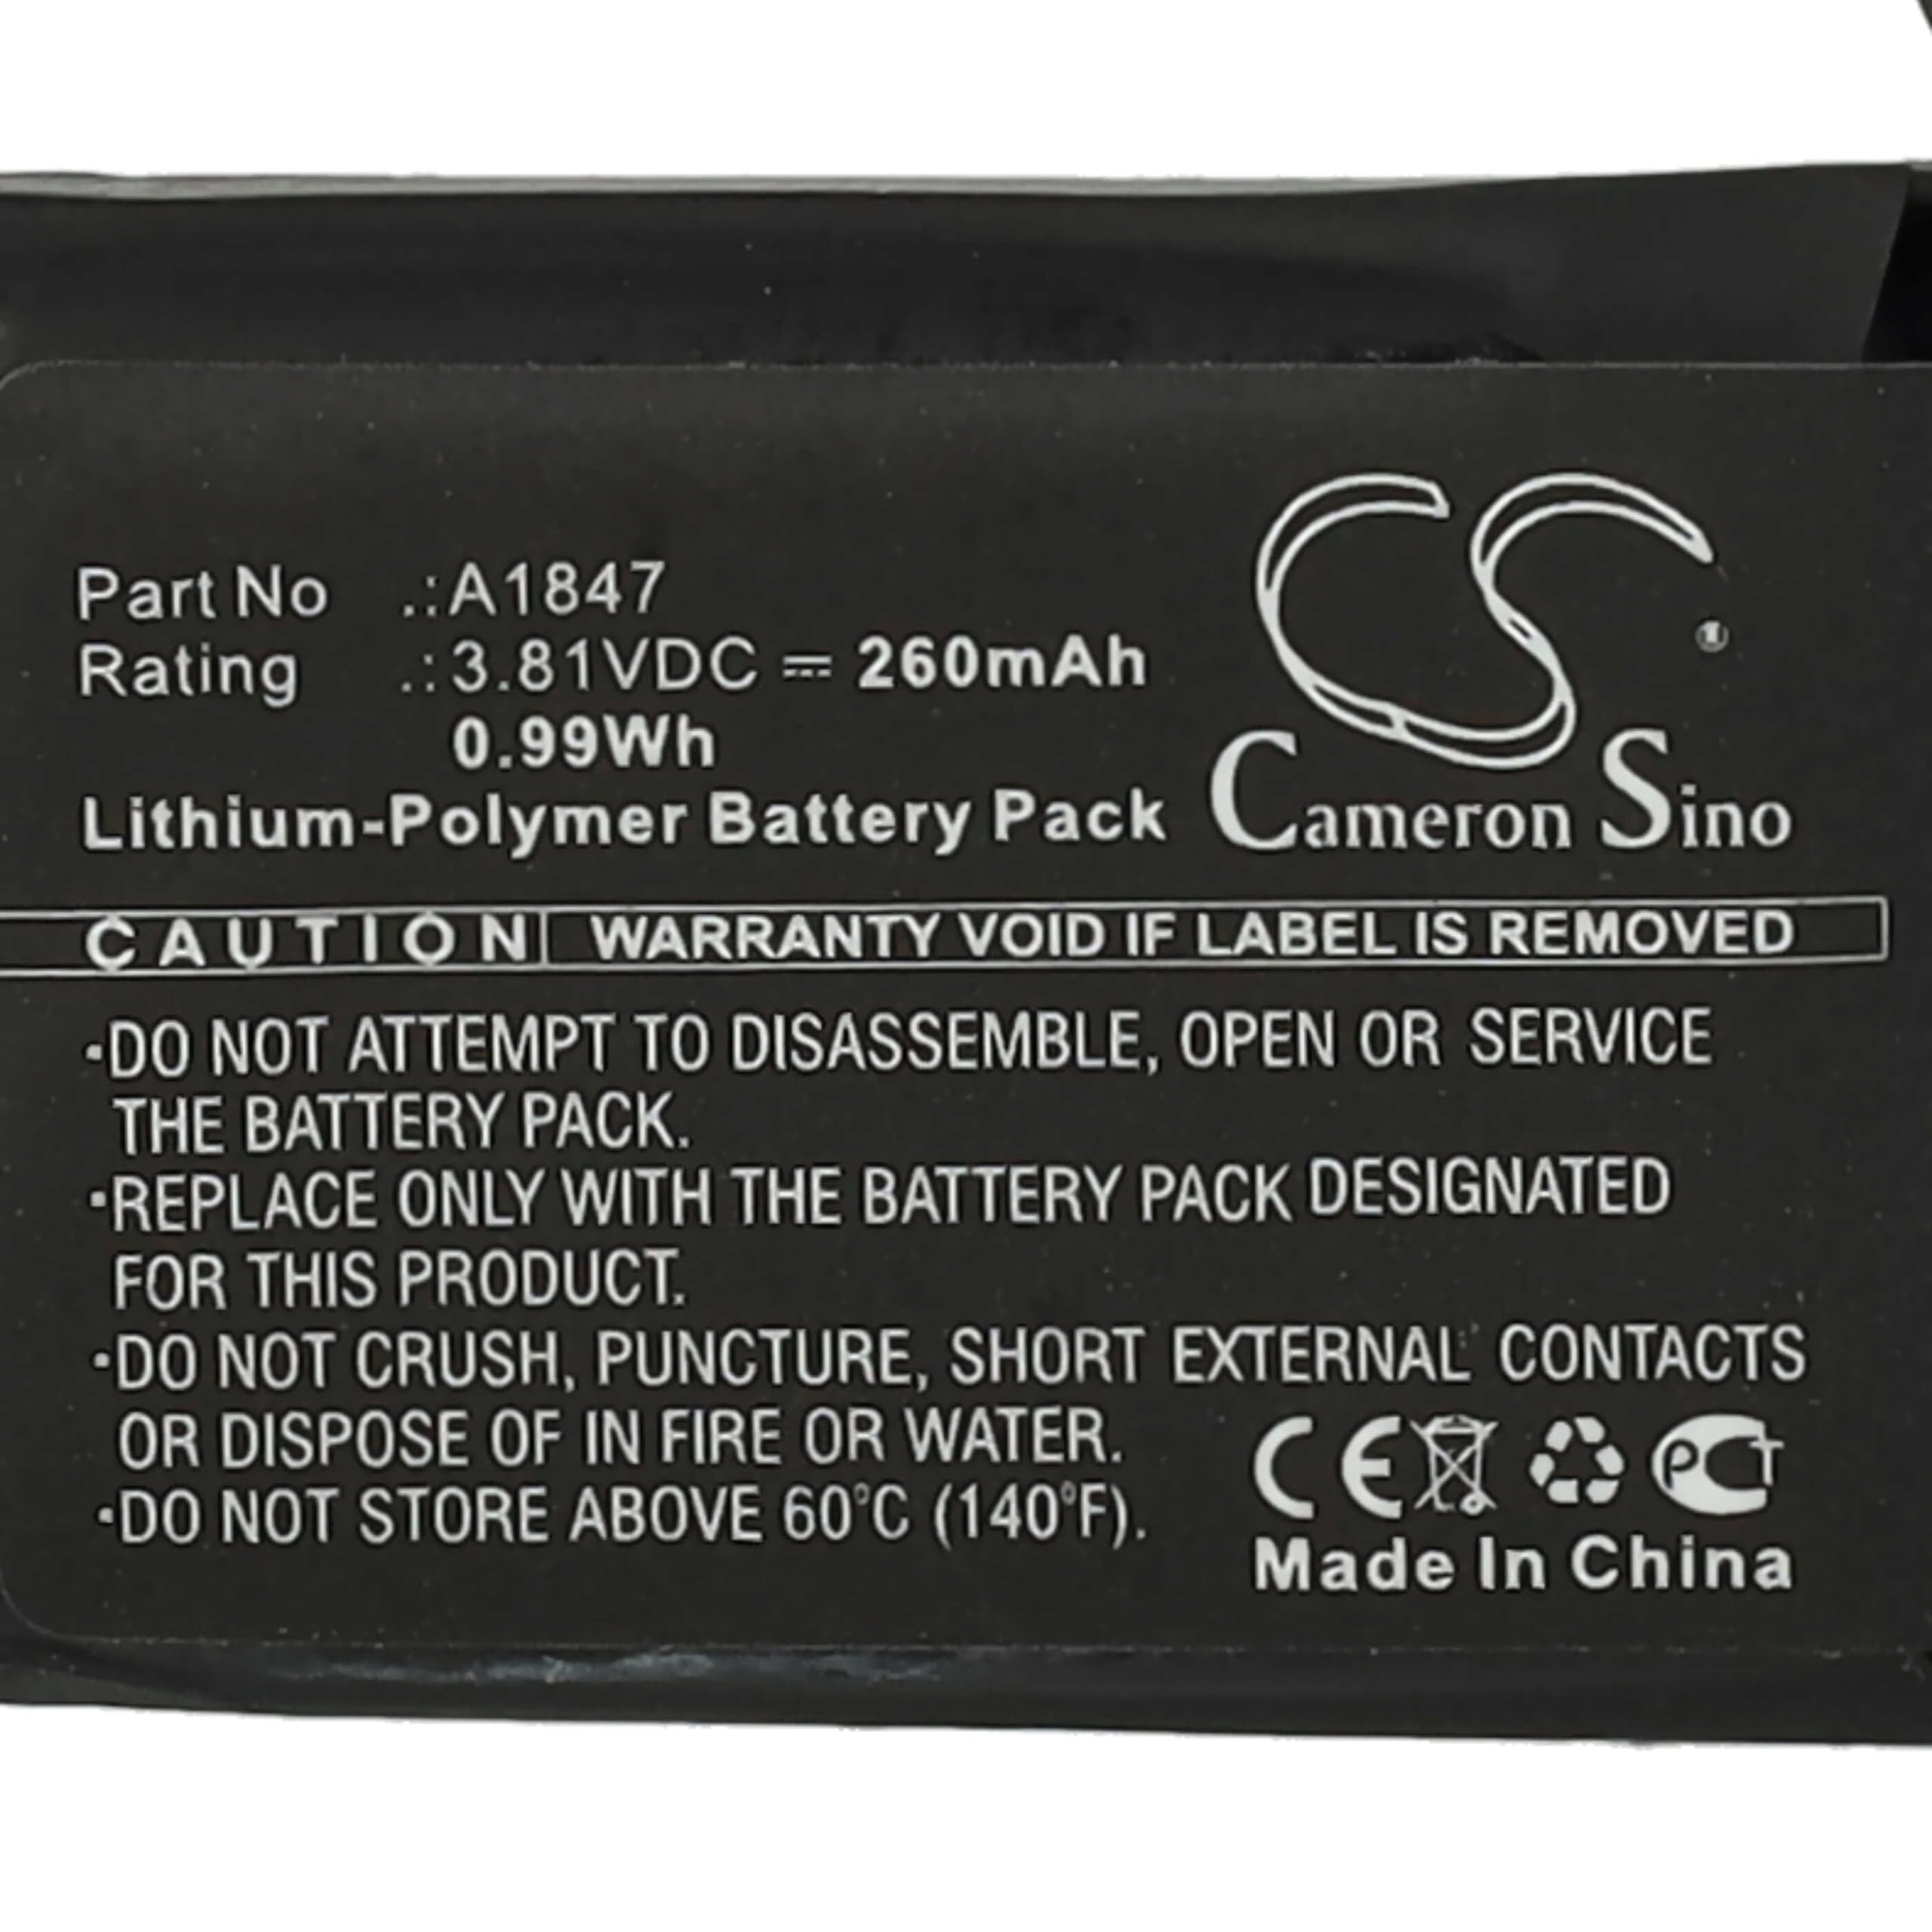 Part No .:A1847
Rating .:3.81VDC ⎓ 260mAh
0.99Wh
Lithium-Polymer Battery Pack
CS
Cameron Sino
CAUTION WARRANTY VOID IF LABEL IS REMOVED
·DO NOT ATTEMPT TO DISASSEMBLE, OPEN OR SERVICE
THE BATTERY PACK.
·REPLACE ONLY WITH THE BATTERY PACK DESIGNATED
FOR THIS PRODUCT.
·DO NOT CRUSH, PUNCTURE, SHORT EXTERNAL CONTACTS
OR DISPOSE OF IN FIRE OR WATER.
·DO NOT STORE ABOVE 60°C (140°F).
CE PCT
Made In China